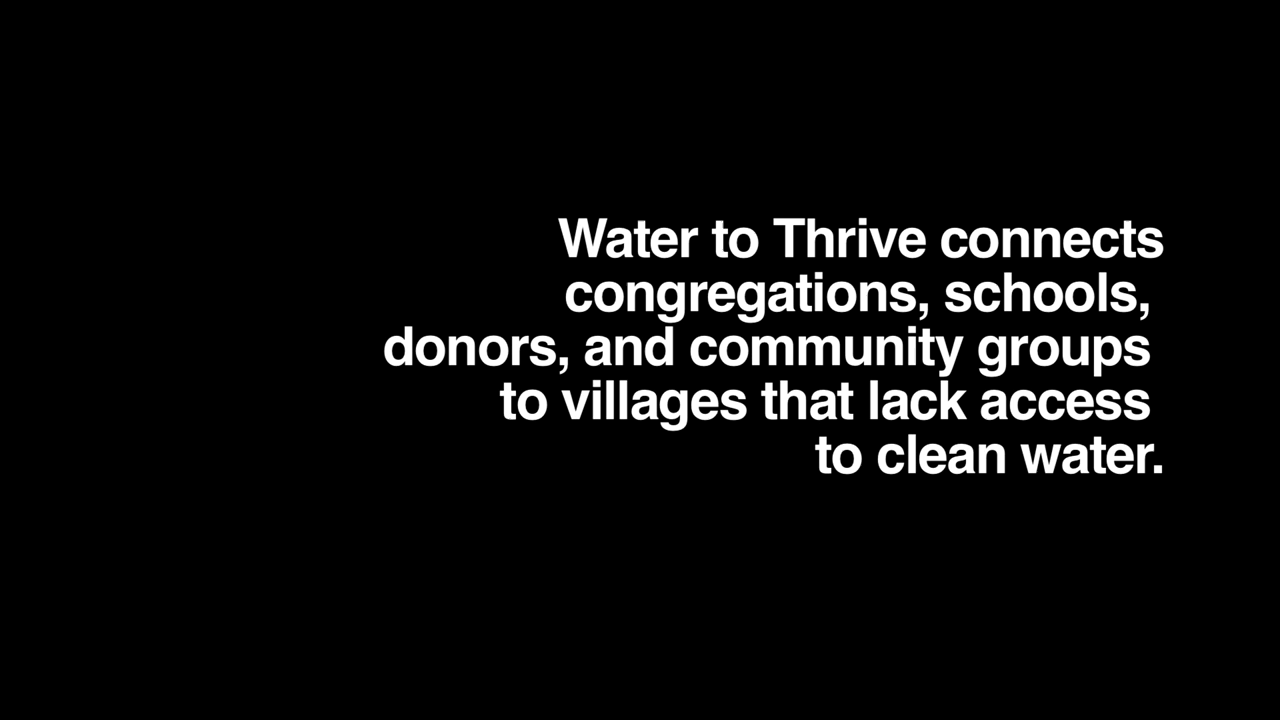 Water to Thrive connects
congregations, schools,
donors, and community groups
to villages that lack access
to clean water.